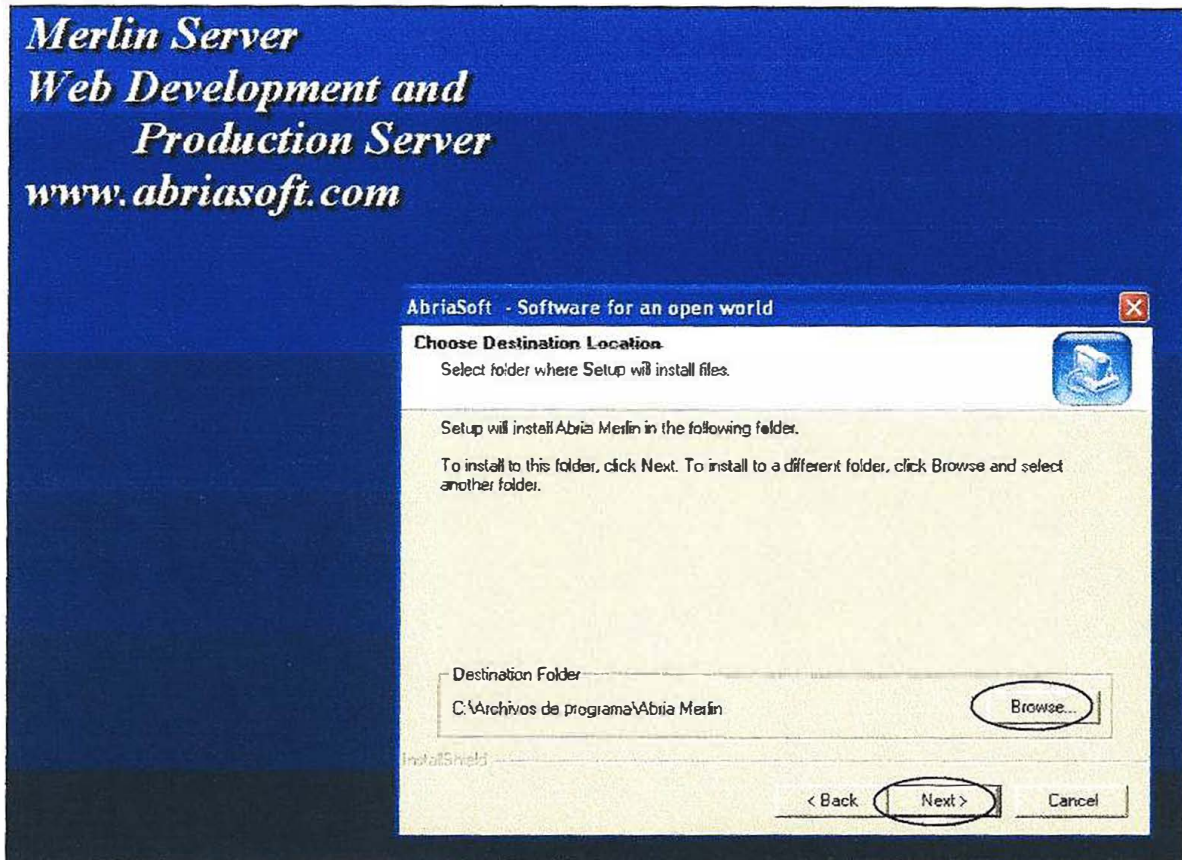 Merlin Server
Web Development and
Production Server
www.abriasoft.com
AbriaSoft - Software for an open world
Choose Destination Location
Select folder where Setup will install files.
Setup will install Abria Merlin in the following folder.
To install to this folder, click Next. To install to a different folder, click Browse and select
another folder.
Destination Folder
C:\Archivos de programa\Abria Merlin
Browse...
InstallShield
< Back
Next >
Cancel